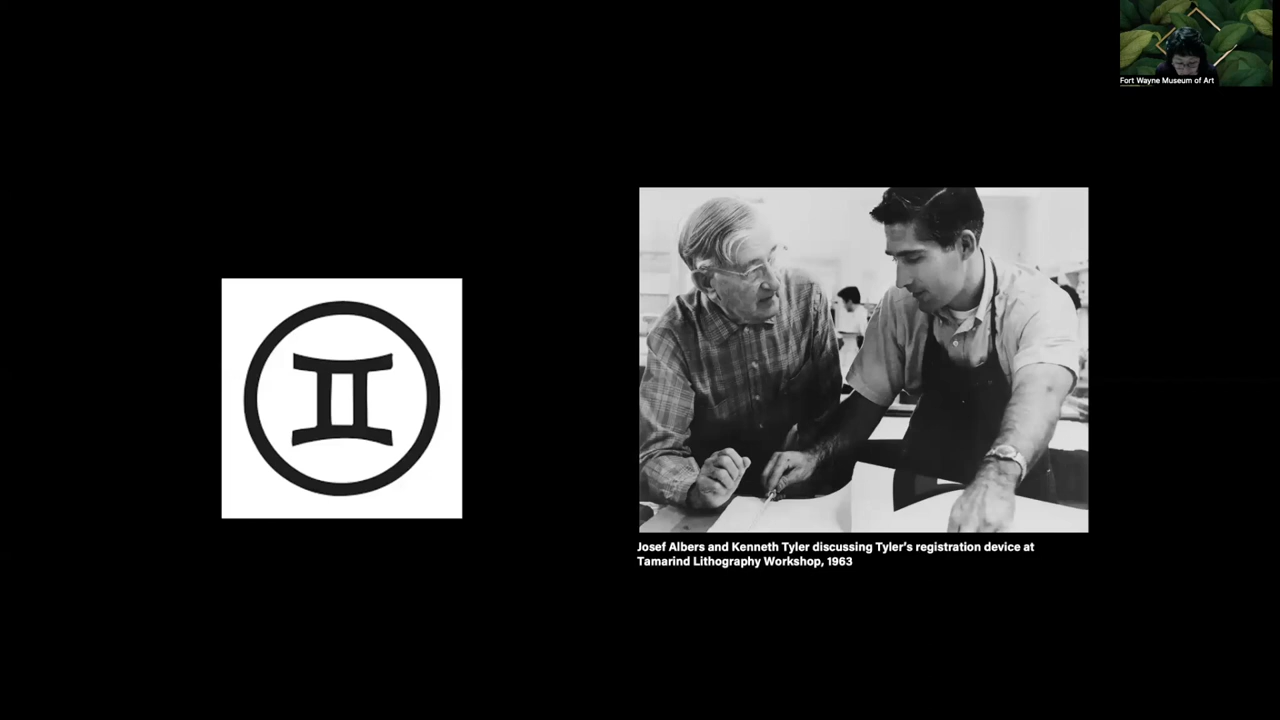 Fort Wayne Museum of Art
Josef Albers and Kenneth Tyler discussing Tyler's registration device at
Tamarind Lithography Workshop, 1963